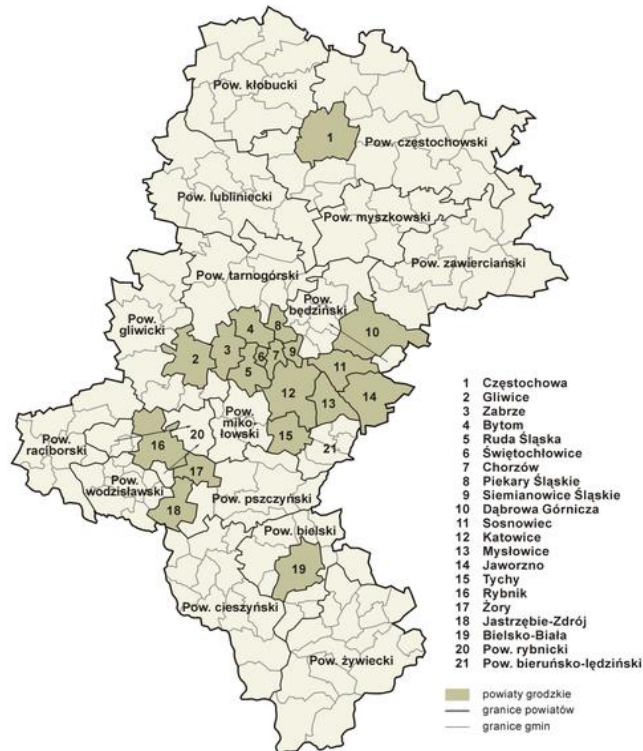 Pow. kłobucki
1
Pow. częstochowski
Pow. lubliniecki
Pow. myszkowski
Pow. zawierciański
Pow. tarnogórski
Pow.
będziński
Pow.
gliwicki
10
4
8
2
3
6
7
9
5
11
12
13
14
Pow.
raciborski
16
20
Pow.
miko-
łowski
15
21
17
Pow.
wodzisławski
18
Pow. pszczyński
Pow. bielski
19
Pow. cieszyński
Pow. żywiecki
1 Częstochowa
2 Gliwice
3 Zabrze
4 Bytom
5 Ruda Śląska
6 Świętochłowice
7 Chorzów
8 Piekary Śląskie
9 Siemianowice Śląskie
10 Dąbrowa Górnicza
11 Sosnowiec
12 Katowice
13 Mysłowice
14 Jaworzno
15 Tychy
16 Rybnik
17 Żory
18 Jastrzębie-Zdrój
19 Bielsko-Biała
20 Pow. rybnicki
21 Pow. bieruńsko-lędziński
powiaty grodzkie
granice powiatów
granice gmin